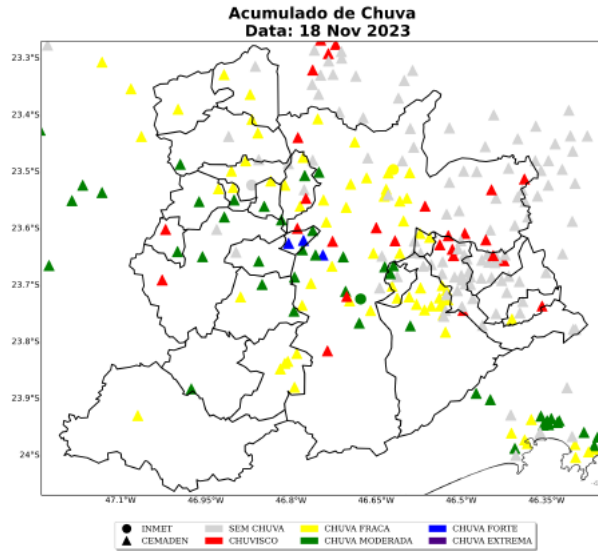 Acumulado de Chuva
Data: 18 Nov 2023
23.3°S
23.4°S
23.5°S
23.6°S
23.7°S
23.8°S
23.9°S
24°S
47.1°W 46.95°W 46.8°W 46.65°W 46.5°W 46.35°W
INMET SEM CHUVA CHUVA FRACA CHUVA FORTE
CEMADEN CHUVISCO CHUVA MODERADA CHUVA EXTREMA